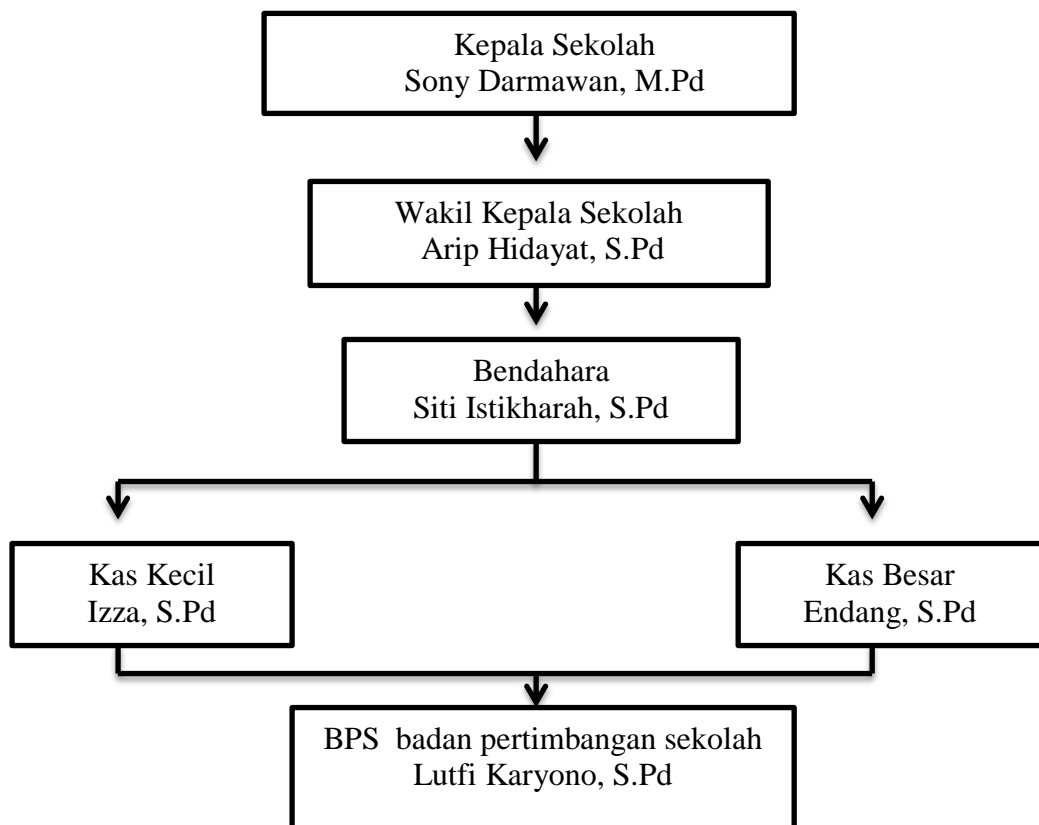 Kepala Sekolah
Sony Darmawan, M.Pd
Wakil Kepala Sekolah
Arip Hidayat, S.Pd
Bendahara
Siti Istikharah, S.Pd
Kas Kecil
Izza, S.Pd
Kas Besar
Endang, S.Pd
BPS badan pertimbangan sekolah
Lutfi Karyono, S.Pd